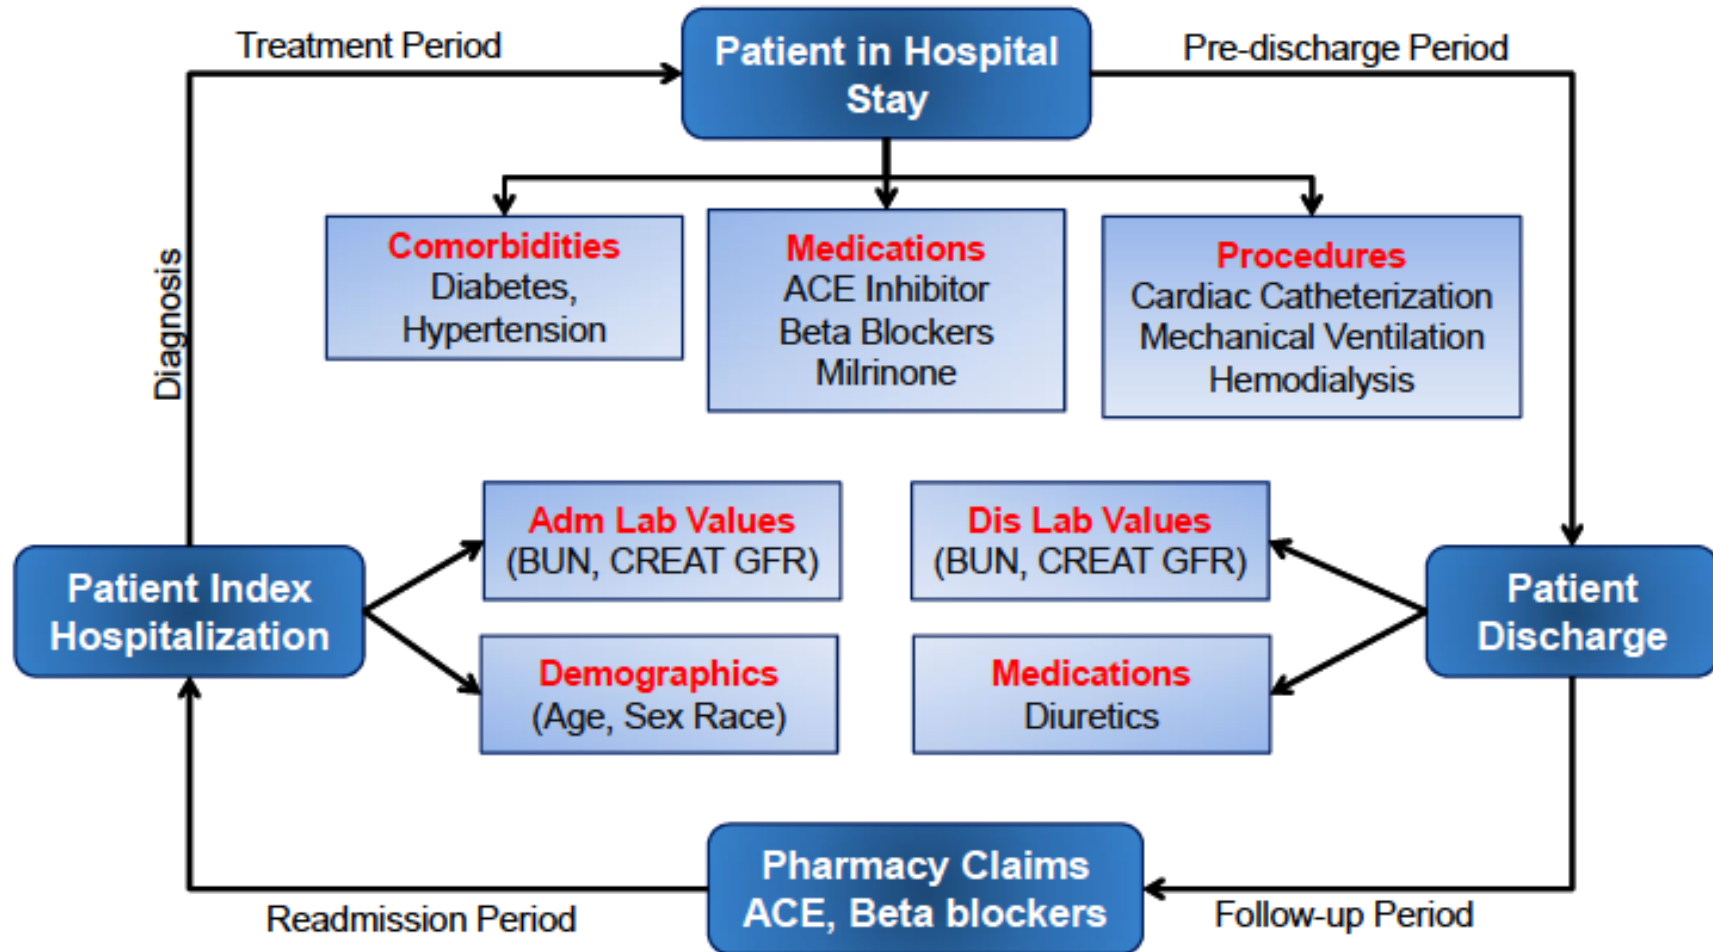 Treatment Period
Patient in Hospital
Stay
Pre-discharge Period
Diagnosis
Comorbidities
Diabetes,
Hypertension
Medications
ACE Inhibitor
Beta Blockers
Milrinone
Procedures
Cardiac Catheterization
Mechanical Ventilation
Hemodialysis
Adm Lab Values
(BUN, CREAT GFR)
Dis Lab Values
(BUN, CREAT GFR)
Patient Index
Hospitalization
Patient
Discharge
Demographics
(Age, Sex Race)
Medications
Diuretics
Pharmacy Claims
ACE, Beta blockers
Readmission Period
Follow-up Period